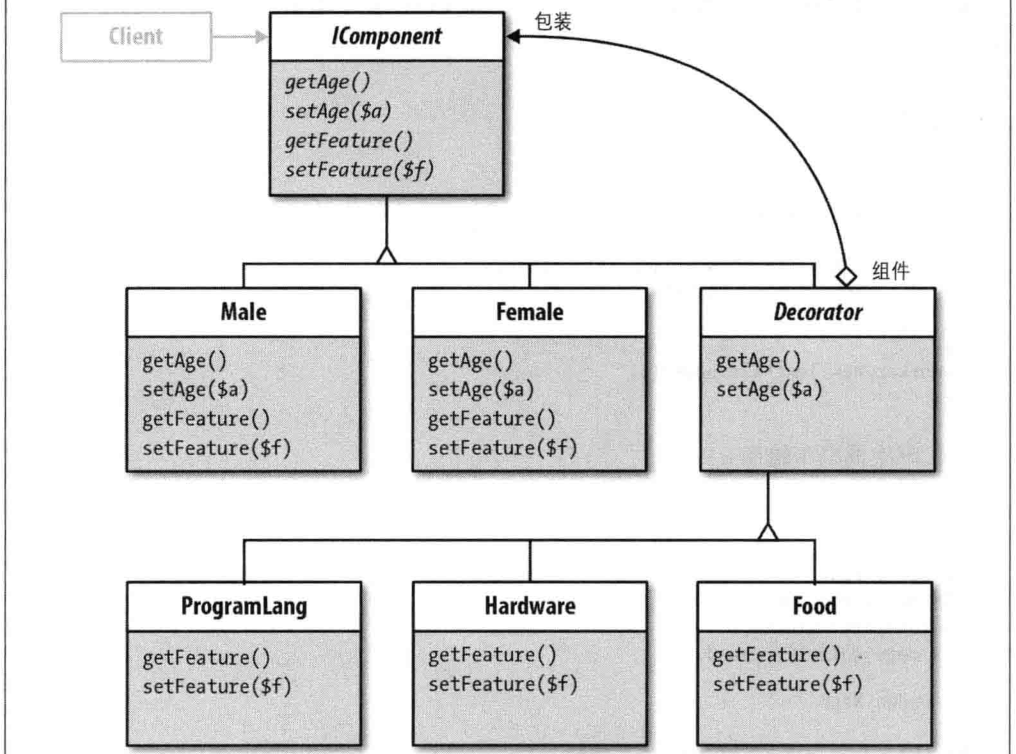 Client
IComponent
包装
getAge()
setAge($a)
getFeature()
setFeature($f)
组件
Male
getAge()
setAge($a)
getFeature()
setFeature($f)
Female
getAge()
setAge($a)
getFeature()
setFeature($f)
Decorator
getAge()
setAge($a)
ProgramLang
getFeature()
setFeature($f)
Hardware
getFeature()
setFeature($f)
Food
getFeature()
setFeature($f)